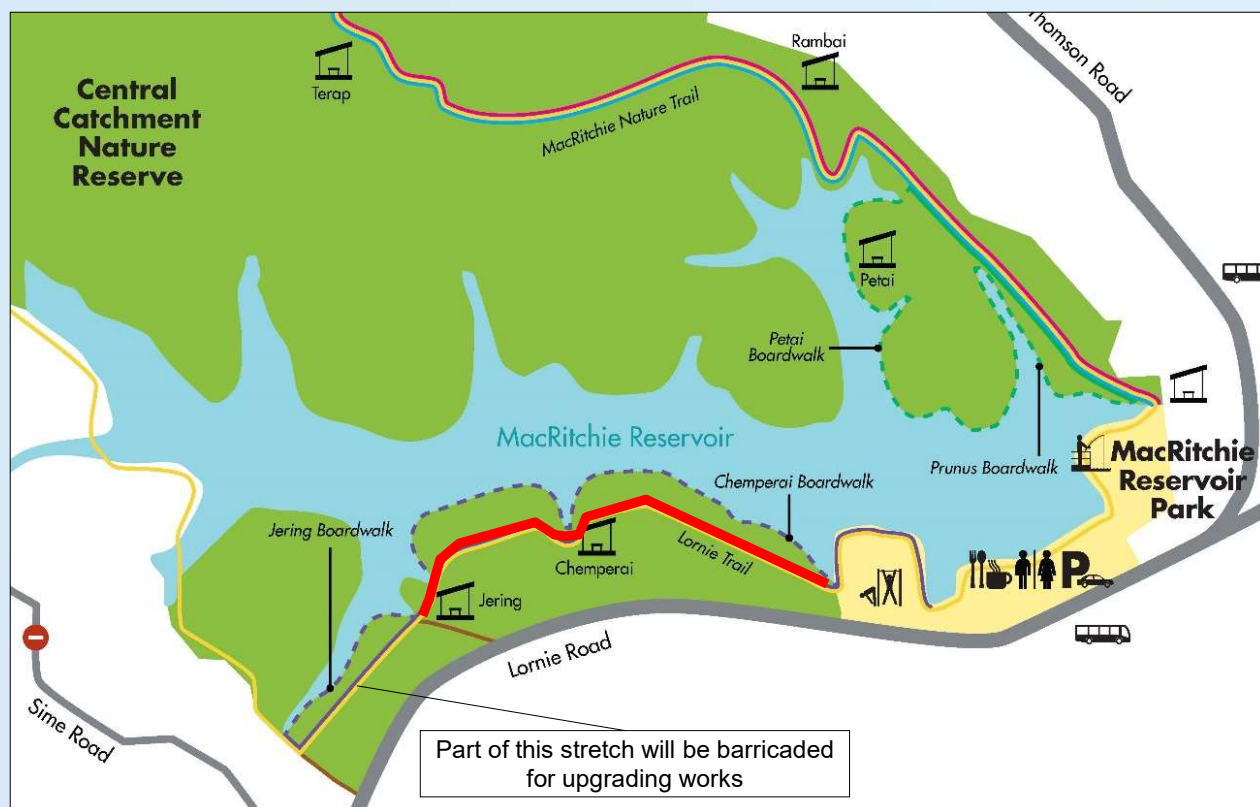 Thomson Road
Rambai
Terap
Central
Catchment
Nature
Reserve
MacRitchie Nature Trail
Petai
Petai
Boardwalk
MacRitchie Reservoir
Prunus Boardwalk
MacRitchie
Reservoir
Park
Chemperai Boardwalk
Jering Boardwalk
Lornie Trail
Chemperai
P
Jering
Lornie Road
Sime Road
Part of this stretch will be barricaded
for upgrading works